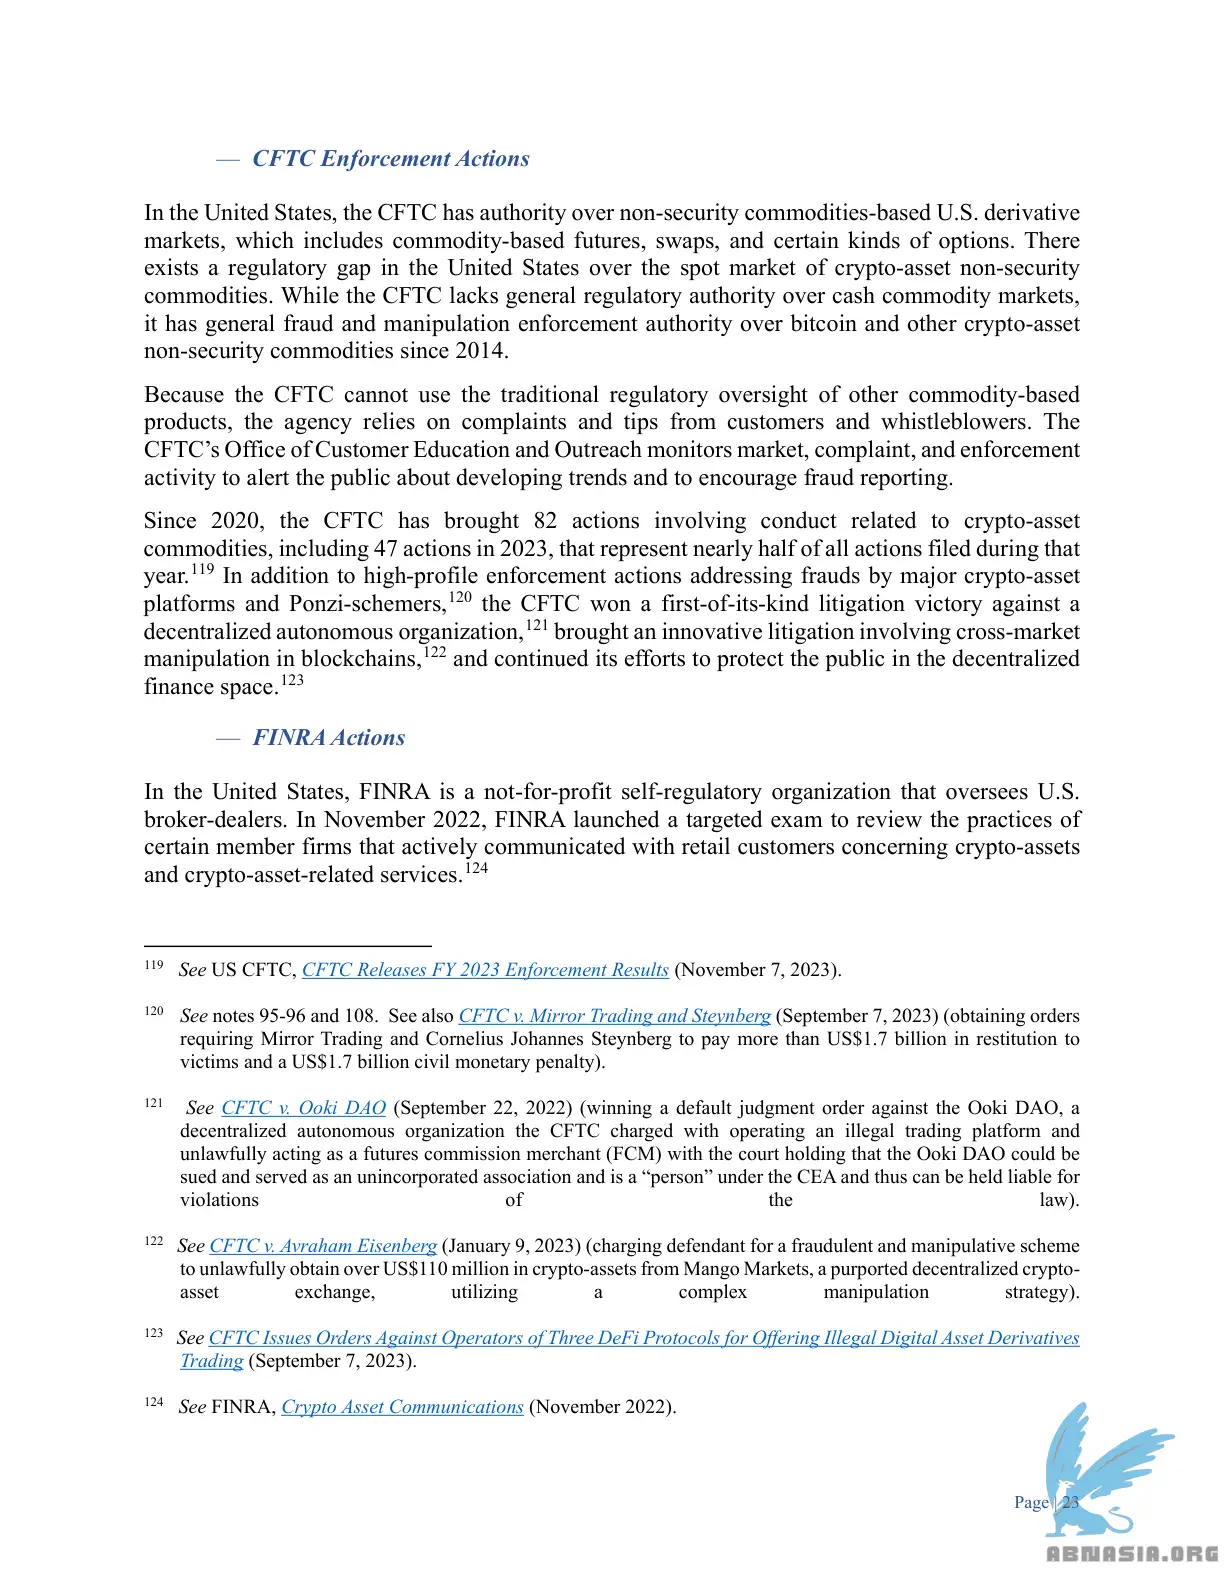 — CFTC Enforcement Actions
In the United States, the CFTC has authority over non-security commodities-based U.S. derivative
markets, which includes commodity-based futures, swaps, and certain kinds of options. There
exists a regulatory gap in the United States over the spot market of crypto-asset non-security
commodities. While the CFTC lacks general regulatory authority over cash commodity markets,
it has general fraud and manipulation enforcement authority over bitcoin and other crypto-asset
non-security commodities since 2014.
Because the CFTC cannot use the traditional regulatory oversight of other commodity-based
products, the agency relies on complaints and tips from customers and whistleblowers. The
CFTC’s Office of Customer Education and Outreach monitors market, complaint, and enforcement
activity to alert the public about developing trends and to encourage fraud reporting.
Since 2020, the CFTC has brought 82 actions involving conduct related to crypto-asset
commodities, including 47 actions in 2023, that represent nearly half of all actions filed during that
year.119 In addition to high-profile enforcement actions addressing frauds by major crypto-asset
platforms and Ponzi-schemers,120 the CFTC won a first-of-its-kind litigation victory against a
decentralized autonomous organization,121 brought an innovative litigation involving cross-market
manipulation in blockchains,122 and continued its efforts to protect the public in the decentralized
finance space.123
— FINRA Actions
In the United States, FINRA is a not-for-profit self-regulatory organization that oversees U.S.
broker-dealers. In November 2022, FINRA launched a targeted exam to review the practices of
certain member firms that actively communicated with retail customers concerning crypto-assets
and crypto-asset-related services.124
119 See US CFTC, CFTC Releases FY 2023 Enforcement Results (November 7, 2023).
120 See notes 95-96 and 108. See also CFTC v. Mirror Trading and Steynberg (September 7, 2023) (obtaining orders
requiring Mirror Trading and Cornelius Johannes Steynberg to pay more than US$1.7 billion in restitution to
victims and a US$1.7 billion civil monetary penalty).
121 See CFTC v. Ooki DAO (September 22, 2022) (winning a default judgment order against the Ooki DAO, a
decentralized autonomous organization the CFTC charged with operating an illegal trading platform and
unlawfully acting as a futures commission merchant (FCM) with the court holding that the Ooki DAO could be
sued and served as an unincorporated association and is a “person” under the CEA and thus can be held liable for
violations of the law).
122 See CFTC v. Avraham Eisenberg (January 9, 2023) (charging defendant for a fraudulent and manipulative scheme
to unlawfully obtain over US$110 million in crypto-assets from Mango Markets, a purported decentralized crypto-
asset exchange, utilizing a complex manipulation strategy).
123 See CFTC Issues Orders Against Operators of Three DeFi Protocols for Offering Illegal Digital Asset Derivatives
Trading (September 7, 2023).
124 See FINRA, Crypto Asset Communications (November 2022).
Page | 23
ABNASIA.ORG